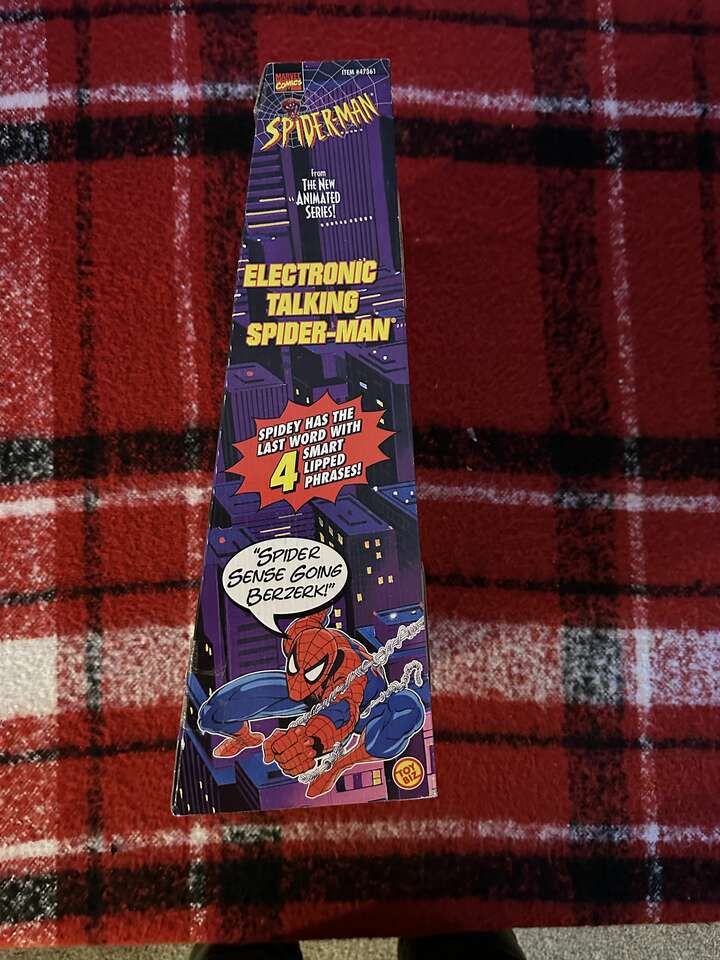 MARVEL
COMICS
ITEM #47361
SPIDER-MAN
From
THE NEW
ANIMATED
SERIES!
ELECTRONIC
TALKING
SPIDER-MAN®
SPIDEY HAS THE
LAST WORD WITH
4 SMART
LIPPED
PHRASES!
"SPIDER
SENSE GOING
BERZERK!"
TOY
BIZ